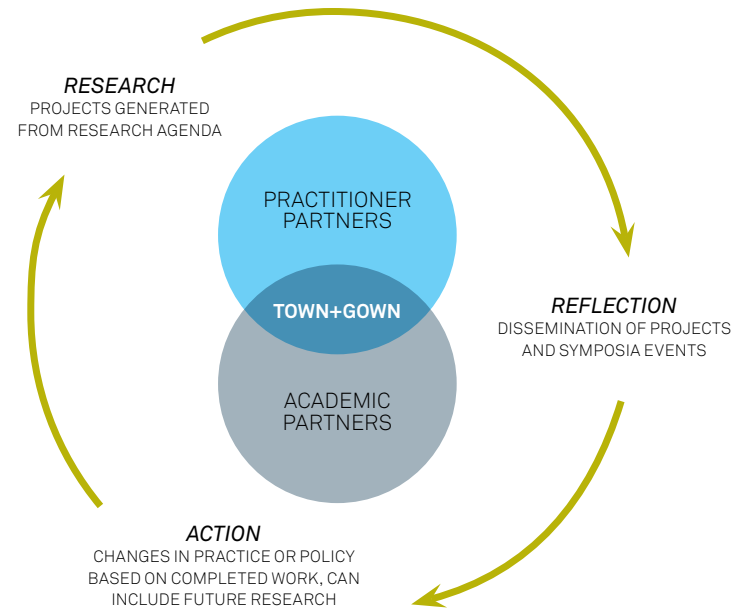 RESEARCH
PROJECTS GENERATED
FROM RESEARCH AGENDA
PRACTITIONER
PARTNERS
TOWN+GOWN
ACADEMIC
PARTNERS
REFLECTION
DISSEMINATION OF PROJECTS
AND SYMPOSIA EVENTS
ACTION
CHANGES IN PRACTICE OR POLICY
BASED ON COMPLETED WORK, CAN
INCLUDE FUTURE RESEARCH